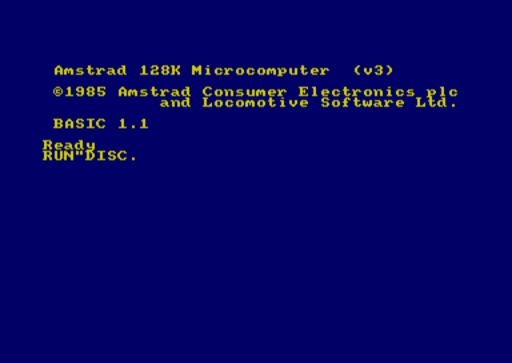 Amstrad 128K Microcomputer (v3)
©1985 Amstrad Consumer Electronics plc
and Locomotive Software Ltd.
BASIC 1.1
Ready
RUN"DISC.